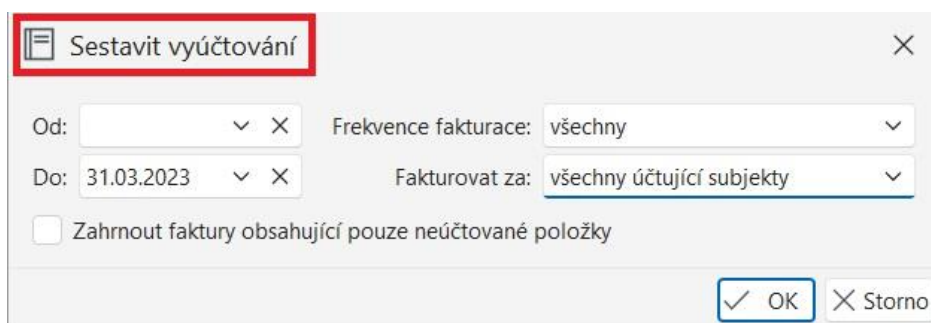 Sestavit vyúčtování
Od: Frekvence fakturace: všechny
Do: 31.03.2023 Fakturovat za: všechny účtující subjekty
Zahrnout faktury obsahující pouze neúčtované položky
OK Storno